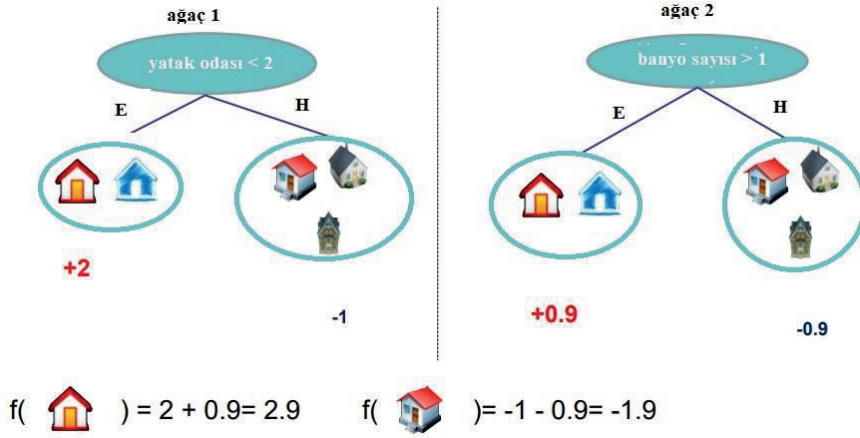 ağaç 1
yatak odası < 2
E
H
+2
-1
ağaç 2
banyo sayısı > 1
E
H
+0.9
-0.9
f( ) = 2 + 0.9= 2.9
f( )= -1 - 0.9= -1.9